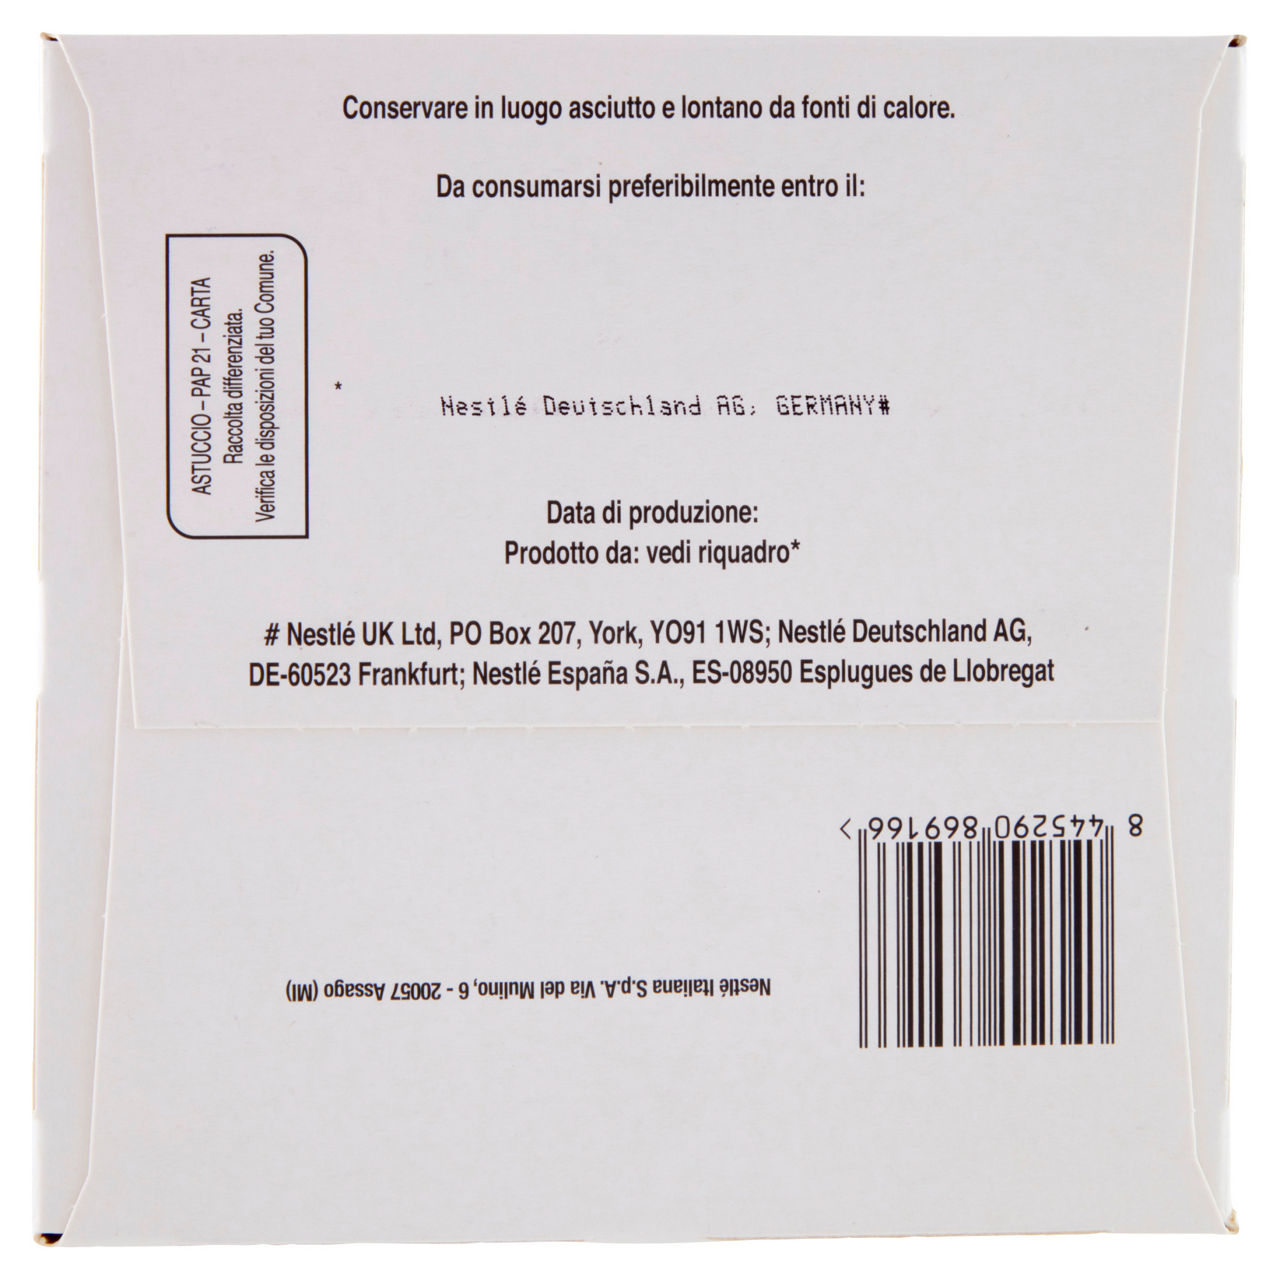 Conservare in luogo asciutto e lontano da fonti di calore.
Da consumarsi preferibilmente entro il:
ASTUCCIO – PAP 21 – CARTA
Raccolta differenziata.
Verifica le disposizioni del tuo Comune.
*
Nestlé Deutschland AG; GERMANY#
Data di produzione:
Prodotto da: vedi riquadro*
# Nestlé UK Ltd, PO Box 207, York, YO91 1WS; Nestlé Deutschland AG,
DE-60523 Frankfurt; Nestlé España S.A., ES-08950 Esplugues de Llobregat
8 445290 869166 >
Nestlé Italiana S.p.A. Via del Mulino, 6 - 20057 Assago (MI)